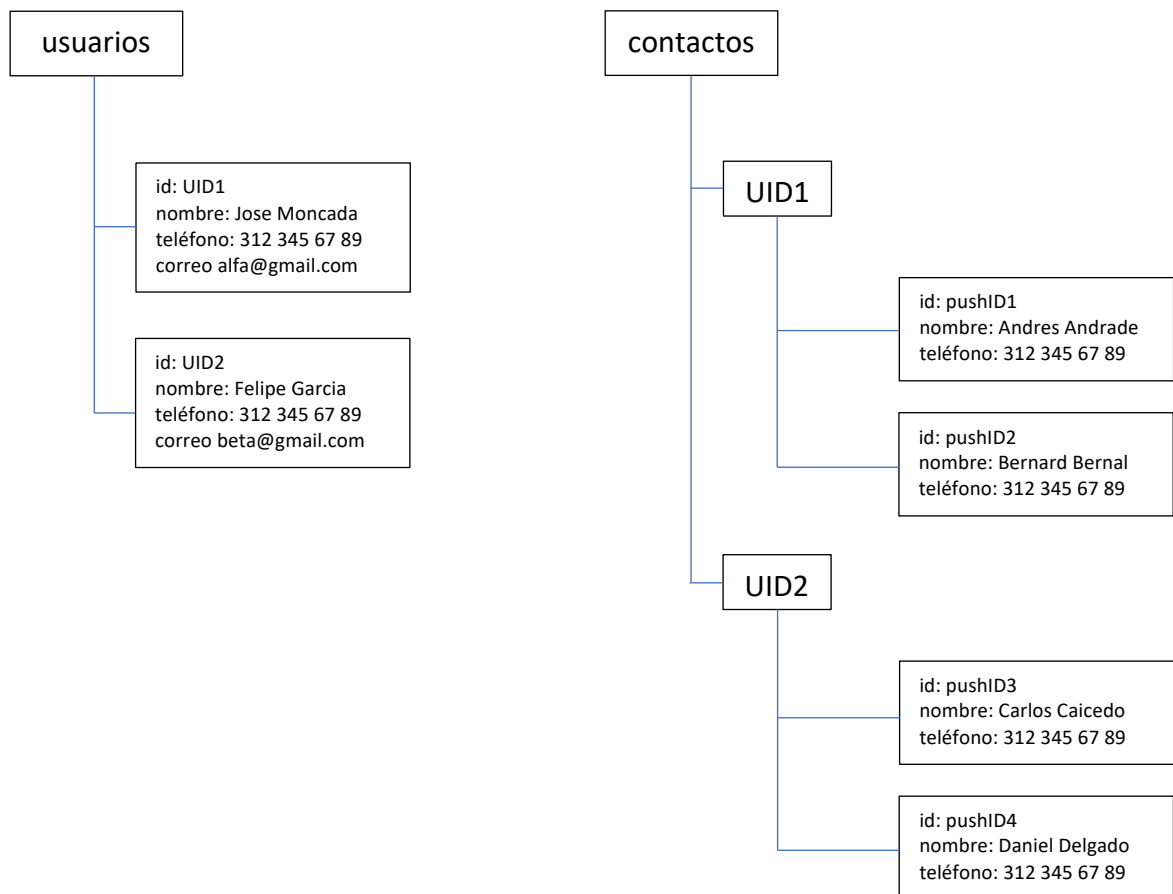 usuarios
id: UID1
nombre: Jose Moncada
teléfono: 312 345 67 89
correo alfa@gmail.com
id: UID2
nombre: Felipe Garcia
teléfono: 312 345 67 89
correo beta@gmail.com
contactos
UID1
id: pushID1
nombre: Andres Andrade
teléfono: 312 345 67 89
id: pushID2
nombre: Bernard Bernal
teléfono: 312 345 67 89
UID2
id: pushID3
nombre: Carlos Caicedo
teléfono: 312 345 67 89
id: pushID4
nombre: Daniel Delgado
teléfono: 312 345 67 89